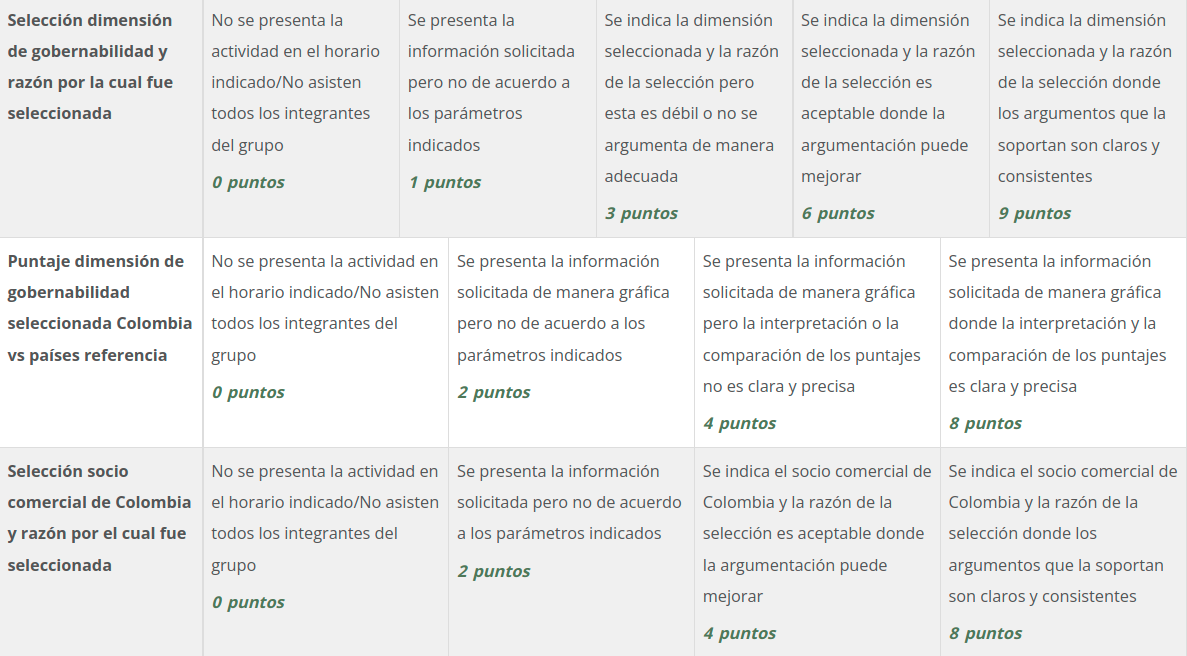 Selección dimensión
de gobernabilidad y
razón por la cual fue
seleccionada
No se presenta la
actividad en el horario
indicado/No asisten
todos los integrantes
del grupo
0 puntos
Se presenta la
información solicitada
pero no de acuerdo a
los parámetros
indicados
1 puntos
Se indica la dimensión
seleccionada y la razón
de la selección pero
esta es débil o no se
argumenta de manera
adecuada
3 puntos
Se indica la dimensión
seleccionada y la razón
de la selección es
aceptable donde la
argumentación puede
mejorar
6 puntos
Se indica la dimensión
seleccionada y la razón
de la selección donde
los argumentos que la
soportan son claros y
consistentes
9 puntos
Puntaje dimensión de
gobernabilidad
seleccionada Colombia
vs países referencia
No se presenta la actividad en
el horario indicado/No asisten
todos los integrantes del
grupo
0 puntos
Se presenta la información
solicitada de manera gráfica
pero no de acuerdo a los
parámetros indicados
2 puntos
Se presenta la información
solicitada de manera gráfica
pero la interpretación o la
comparación de los puntajes
no es clara y precisa
4 puntos
Se presenta la información
solicitada de manera gráfica
donde la interpretación y la
comparación de los puntajes
es clara y precisa
8 puntos
Selección socio
comercial de Colombia
y razón por el cual fue
seleccionada
No se presenta la actividad en
el horario indicado/No asisten
todos los integrantes del
grupo
0 puntos
Se presenta la información
solicitada pero no de acuerdo
a los parámetros indicados
2 puntos
Se indica el socio comercial de
Colombia y la razón de la
selección es aceptable donde
la argumentación puede
mejorar
4 puntos
Se indica el socio comercial de
Colombia y la razón de la
selección donde los
argumentos que la soportan
son claros y consistentes
8 puntos